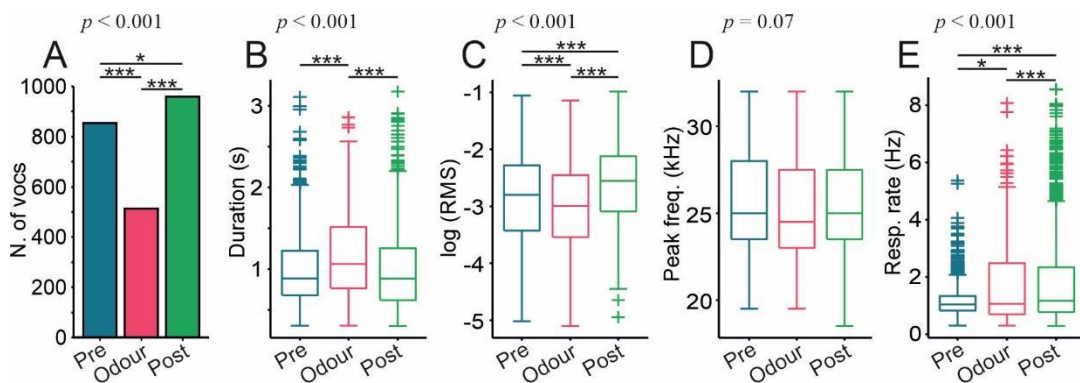 p < 0.001
p < 0.001
p < 0.001
p = 0.07
p < 0.001
A
*
***
***
1000
800
600
400
200
0
N. of vocs
Pre
Odour
Post
B
***
***
3
2
1
Duration (s)
Pre
Odour
Post
C
***
***
***
-1
-2
-3
-4
-5
log (RMS)
Pre
Odour
Post
D
30
25
20
Peak freq. (kHz)
Pre
Odour
Post
E
***
*
***
8
6
4
2
0
Resp. rate (Hz)
Pre
Odour
Post